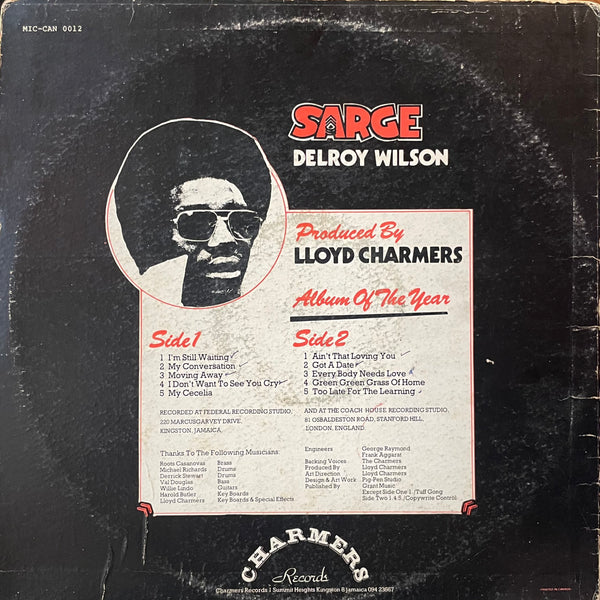 MIC-CAN 0012
SARGE
DELROY WILSON
Produced By
LLOYD CHARMERS
Album Of The Year
Side 1
1 I'm Still Waiting
2 My Conversation
3 Moving Away
4 I Don't Want To See You Cry
5 My Cecelia
Side 2
1 Ain't That Loving You
2 Got A Date
3 Every Body Needs Love
4 Green Green Grass Of Home
5 Too Late For The Learning
RECORDED AT FEDERAL RECORDING STUDIO,
220 MARCUSGARVEY DRIVE,
KINGSTON, JAMAICA,
AND AT THE COACH HOUSE RECORDING STUDIO,
81 OSBALDESTON ROAD, STANFORD HILL,
LONDON, ENGLAND.
Thanks To The Following Musicians:
Roots Casanovas Brass
Michael Richards Drums
Derrick Stewart Drums
Val Douglas Bass
Willie Lindo Guitars
Harold Butler Key Boards
Lloyd Charmers Key Boards & Special Effects
Engineers George Raymond
Frank Aggarat
Backing Voices The Charmers
Produced By Lloyd Charmers
Art Direction Lloyd Charmers
Design & Art Work Pig-Pen Studio
Published By Grant Music
Except Side One 1./Tuff Gong
Side Two 1.4.5./Copywrite Control
CHARMERS
Records
Charmers Records 1 Summit Heights Kingston 8 Jamaica 094 23667